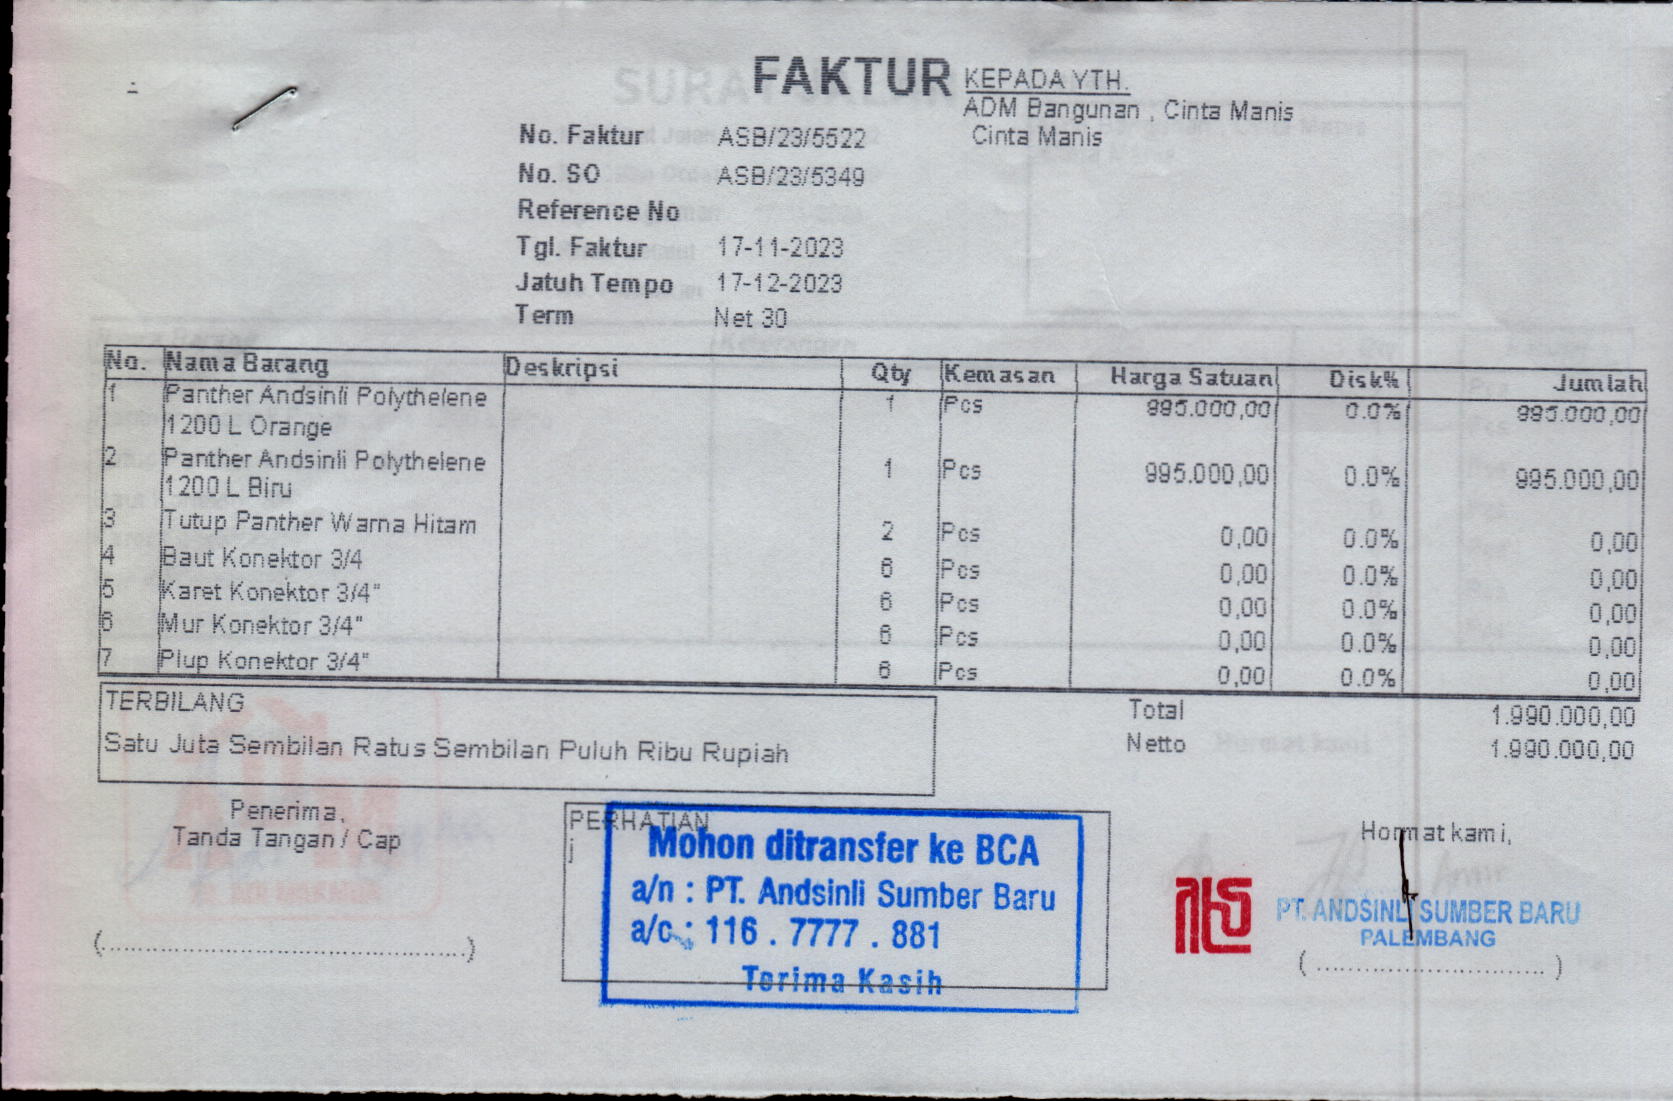 FAKTUR
KEPADA YTH.
ADM Bangunan , Cinta Manis
Cinta Manis
No. Faktur ASB/23/5522
No. SO ASB/23/5349
Reference No
Tgl. Faktur 17-11-2023
Jatuh Tempo 17-12-2023
Term Net 30
No. Nama Barang Deskripsi Qty Kemasan Harga Satuan Disk% Jumlah
1 Panther Andsinli Polythelene 1 Pcs 995.000,00 0.0% 995.000,00
1200 L Orange
2 Panther Andsinli Polythelene 1 Pcs 995.000,00 0.0% 995.000,00
1200 L Biru
3 Tutup Panther Warna Hitam 2 Pcs 0,00 0.0% 0,00
4 Baut Konektor 3/4 6 Pcs 0,00 0.0% 0,00
5 Karet Konektor 3/4" 6 Pcs 0,00 0.0% 0,00
6 Mur Konektor 3/4" 6 Pcs 0,00 0.0% 0,00
7 Plup Konektor 3/4" 6 Pcs 0,00 0.0% 0,00
TERBILANG
Satu Juta Sembilan Ratus Sembilan Puluh Ribu Rupiah
Total 1.990.000,00
Netto 1.990.000,00
Penerima,
Tanda Tangan / Cap
(........................................)
PERHATIAN
j
Mohon ditransfer ke BCA
a/n : PT. Andsinli Sumber Baru
a/c : 116 . 7777 . 881
Terima Kasih
Hormat kami,
PT. ANDSINLI SUMBER BARU
PALEMBANG
(............................)